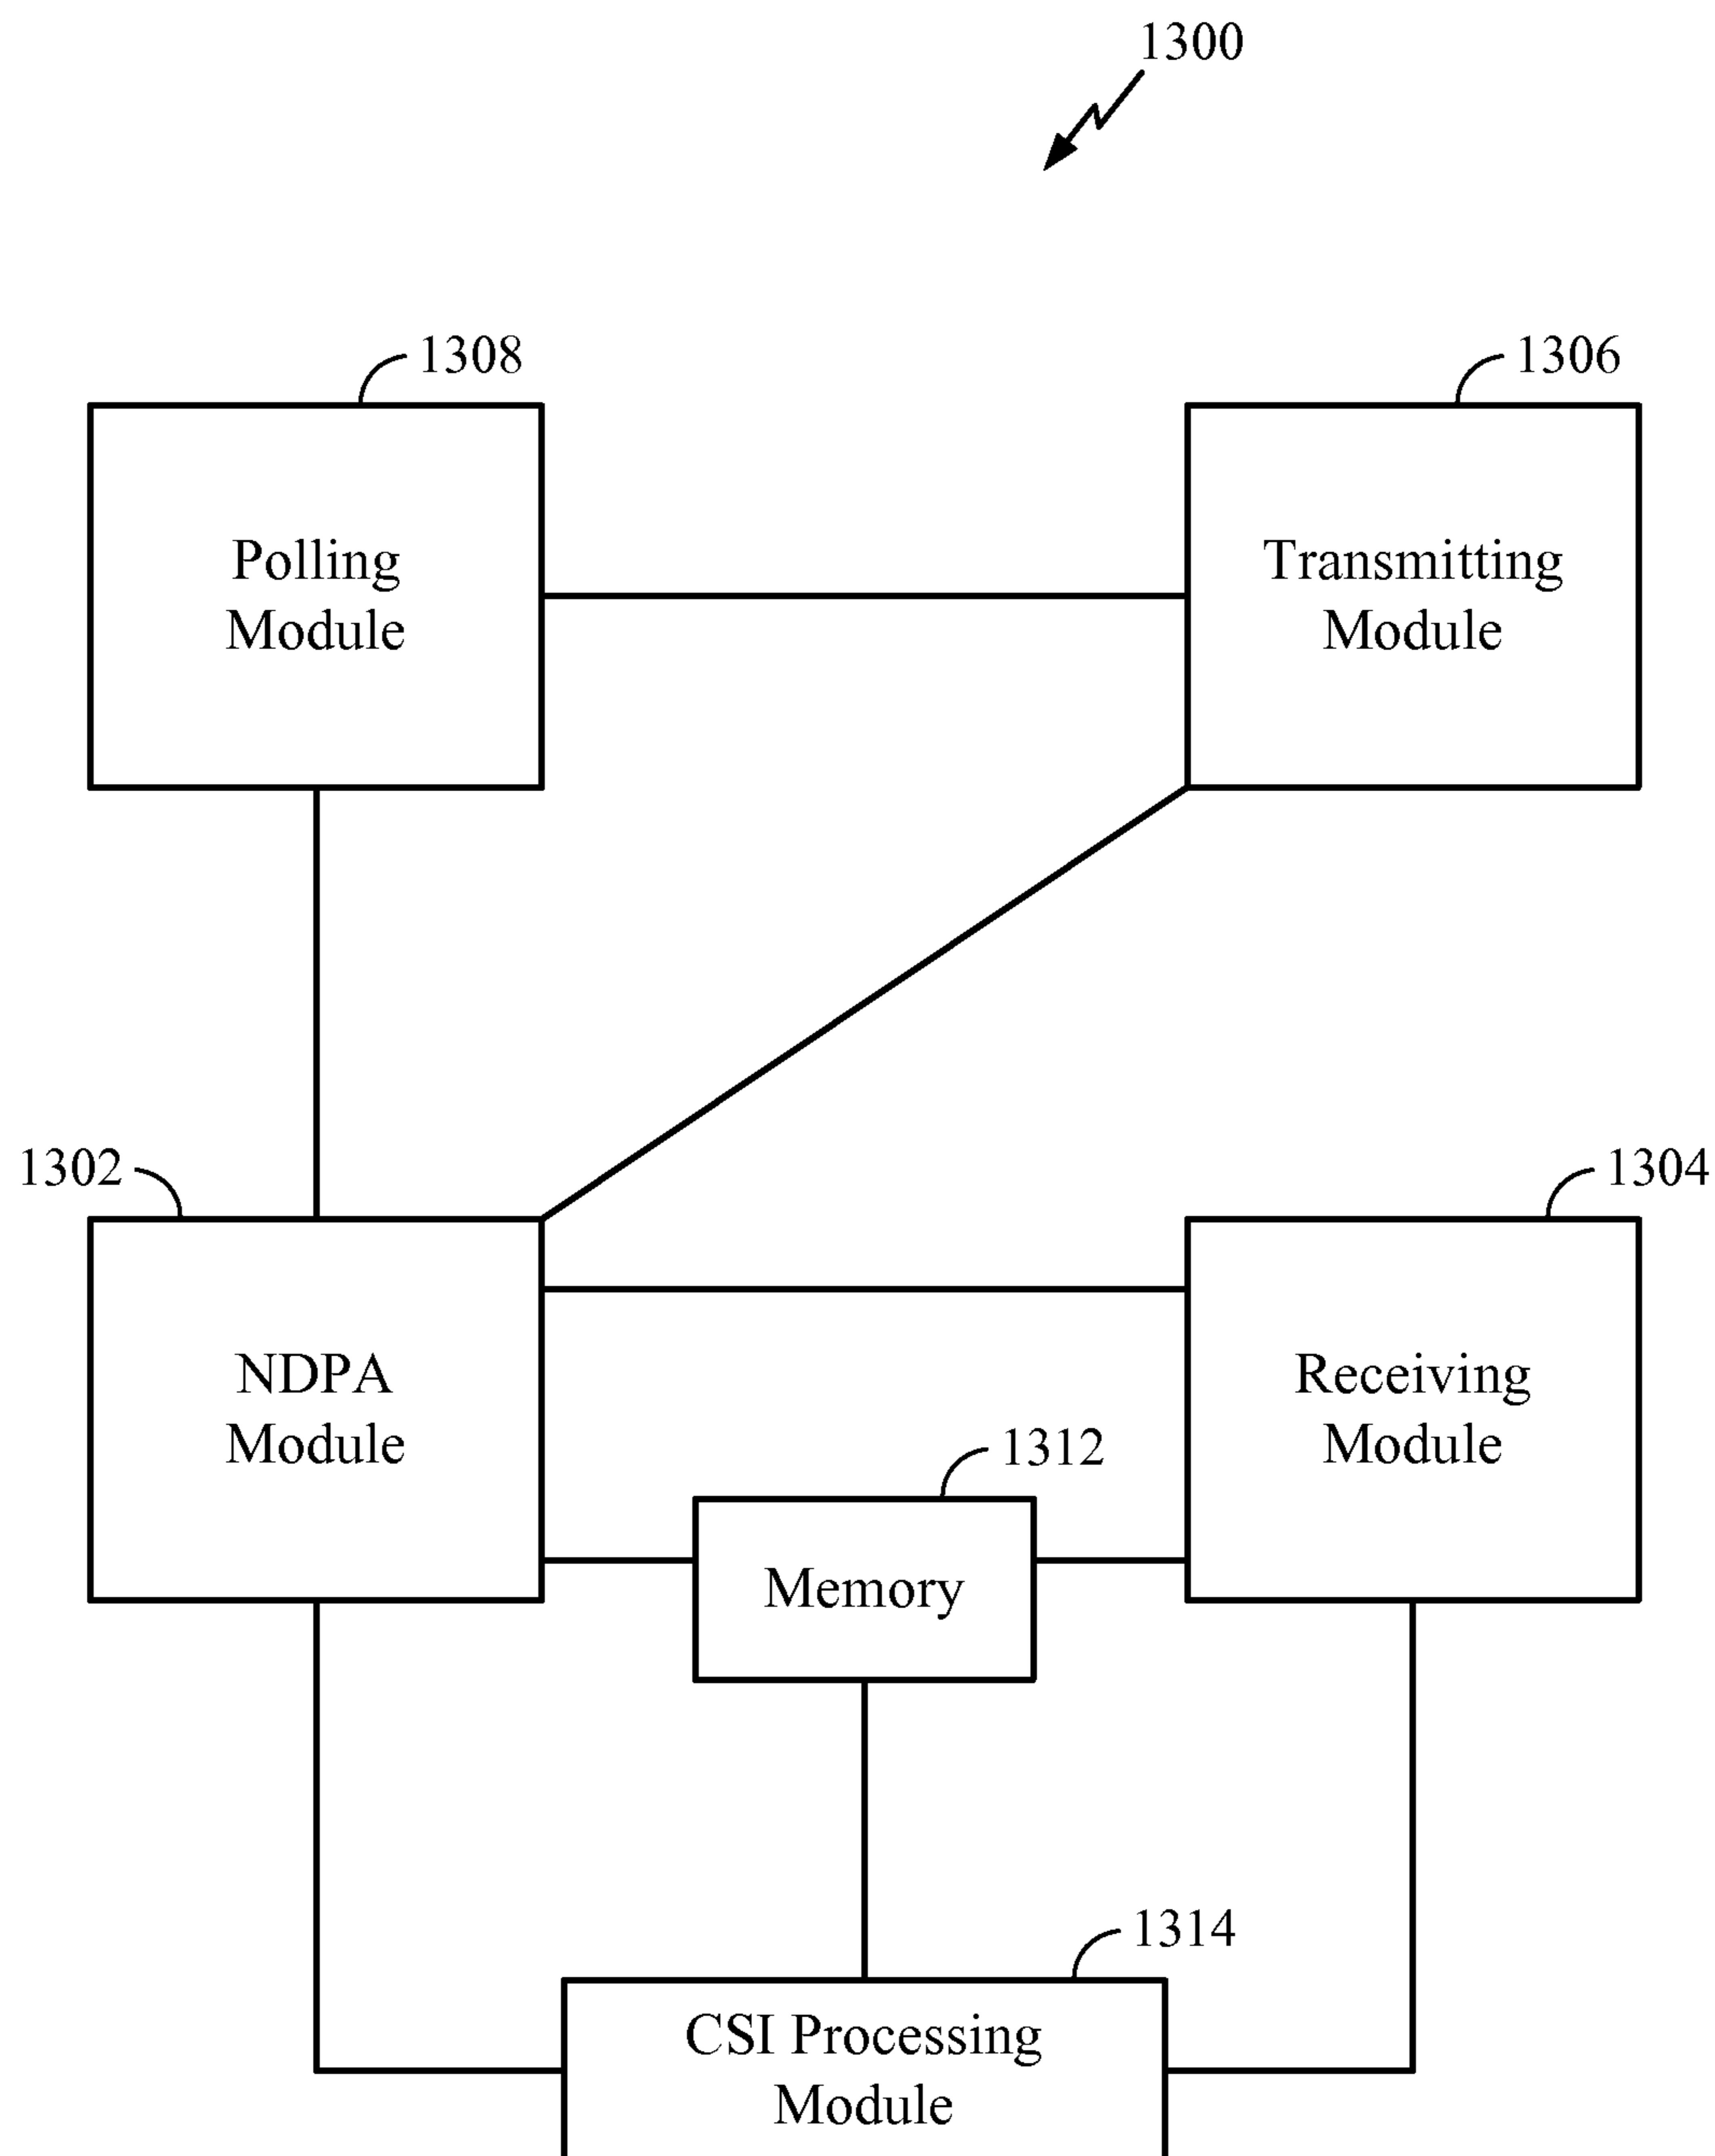 1300
1308
1306
Polling
Module
Transmitting
Module
1302
1304
NDPA
Module
Receiving
Module
1312
Memory
1314
CSI Processing
Module